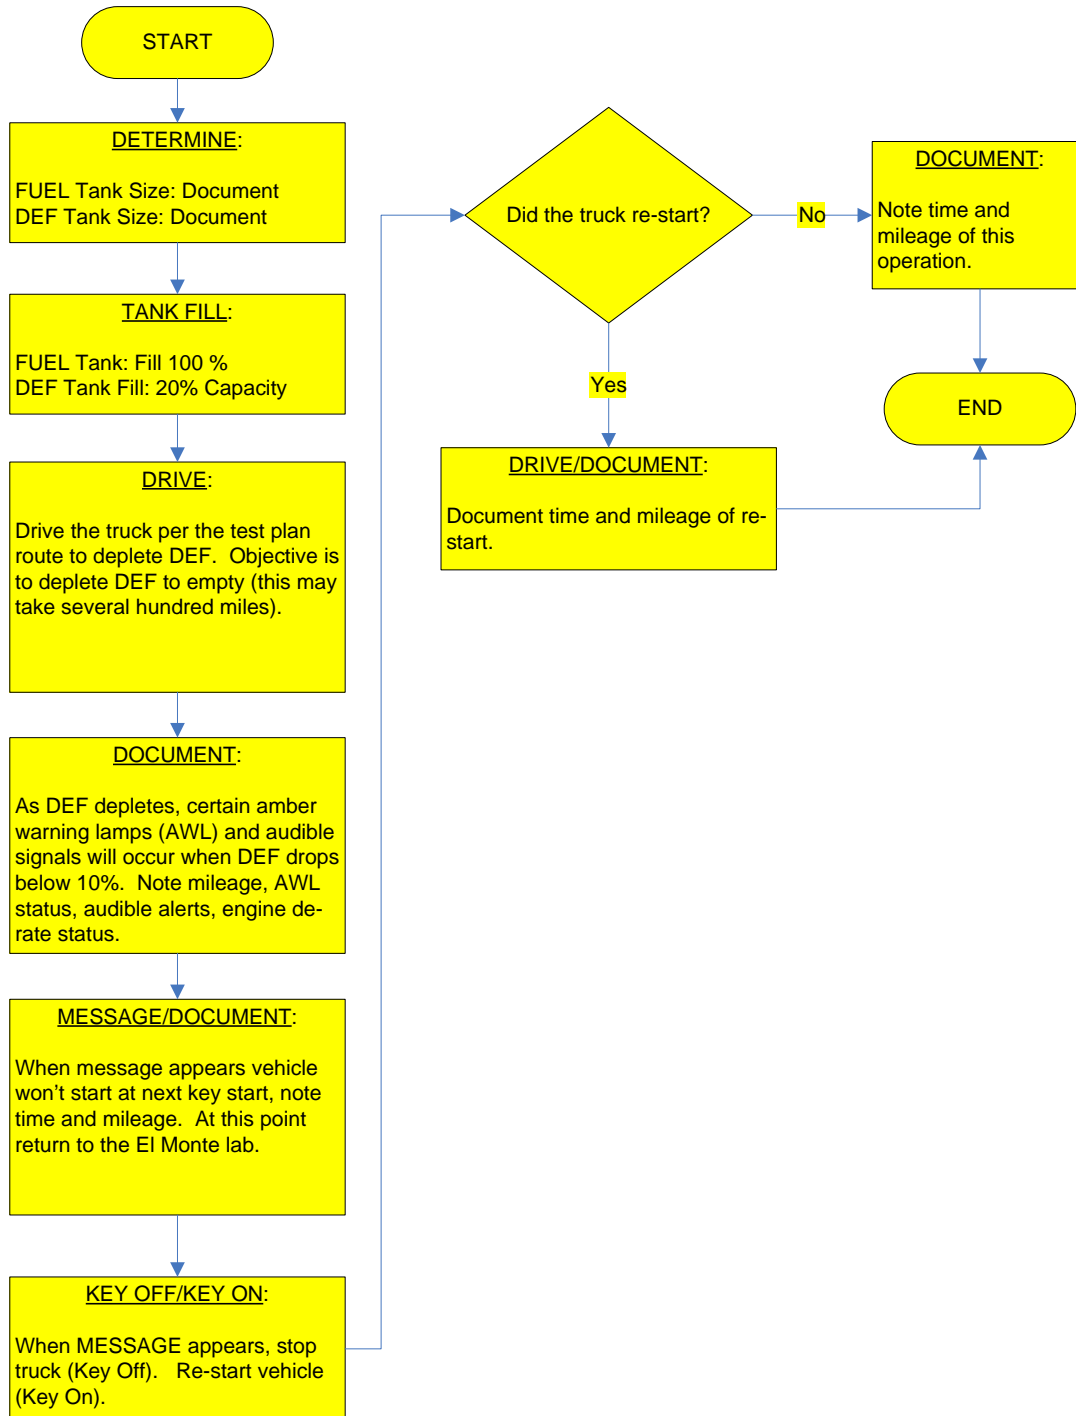 START
DETERMINE:
FUEL Tank Size: Document
DEF Tank Size: Document
TANK FILL:
FUEL Tank: Fill 100 %
DEF Tank Fill: 20% Capacity
DRIVE:
Drive the truck per the test plan
route to deplete DEF.  Objective is
to deplete DEF to empty (this may
take several hundred miles).
DOCUMENT:
As DEF depletes, certain amber
warning lamps (AWL) and audible
signals will occur when DEF drops
below 10%.  Note mileage, AWL
status, audible alerts, engine de-
rate status.
MESSAGE/DOCUMENT:
When message appears vehicle
won’t start at next key start, note
time and mileage.  At this point
return to the El Monte lab.
KEY OFF/KEY ON:
When MESSAGE appears, stop
truck (Key Off).   Re-start vehicle
(Key On).
Did the truck re-start?
No
DOCUMENT:
Note time and
mileage of this
operation.
Yes
DRIVE/DOCUMENT:
Document time and mileage of re-
start.
END